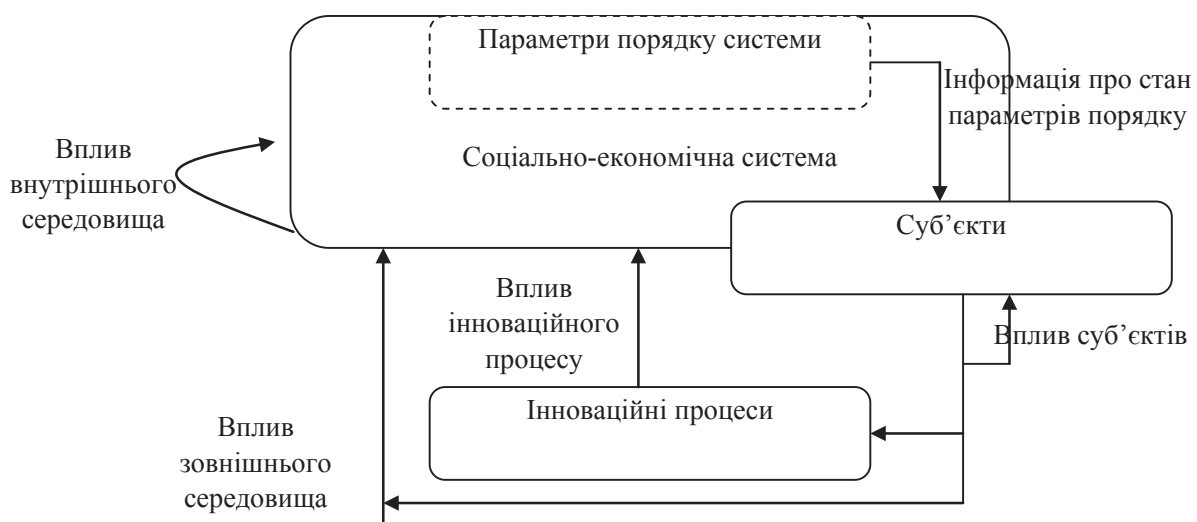 Параметри порядку системи
Інформація про стан
параметрів порядку
Вплив
внутрішнього
середовища
Соціально-економічна система
Суб’єкти
Вплив
інноваційного
процесу
Вплив суб’єктів
Інноваційні процеси
Вплив
зовнішнього
середовища